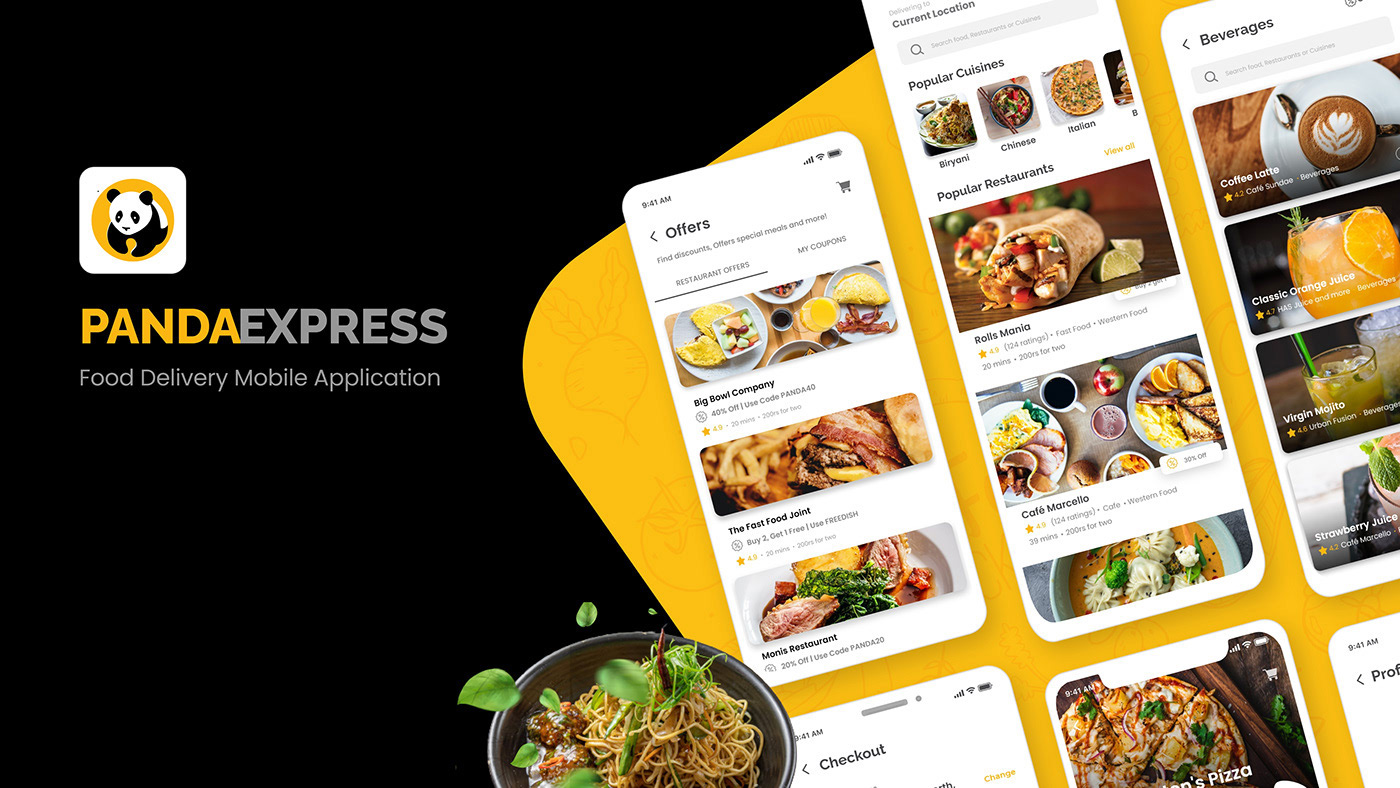 PANDAEXPRESS
Food Delivery Mobile Application
9:41 AM
Offers
Find discounts, Offers special meals and more!
RESTAURANT OFFERS
MY COUPONS
Big Bowl Company
40% Off | Use Code PANDA40
4.9 • 20 mins • 200rs for two
The Fast Food Joint
Buy 2, Get 1 Free | Use FREEDISH
4.9 • 20 mins • 200rs for two
Monis Restaurant
20% Off | Use Code PANDA20
Delivering to
Current Location
Search food, Restaurants or Cuisines
Popular Cuisines
Biryani
Chinese
Italian
B
View all
Popular Restaurants
Buy 2 get 1
Rolls Mania
4.9 (124 ratings) • Fast Food • Western Food
20 mins • 200rs for two
30% Off
Café Marcello
4.9 (124 ratings) • Cafe • Western Food
39 mins • 200rs for two
Beverages
Search food, Restaurants or Cuisines
Coffee Latte
4.2 Café Sundae · Beverages
Classic Orange Juice
4.7 HAS Juice and more · Beverages
Virgin Mojito
4.6 Urban Fusion · Beverages
Strawberry Juice
4.2 Café Marcello · B
9:41 AM
Checkout
Change
9:41 AM
's Pizza
9:41 AM
Prof